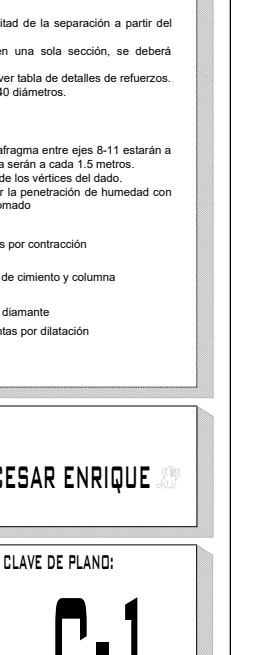 itad de la separación a partir del
en una sola sección, se deberá
ver tabla de detalles de refuerzos.
40 diámetros.
afragma entre ejes 8-11 estarán a
a serán a cada 1.5 metros.
de los vértices del dado.
r la penetración de humedad con
omado
s por contracción
de cimiento y columna
diamante
ntas por dilatación
CESAR ENRIQUE
CLAVE DE PLANO:
C-1